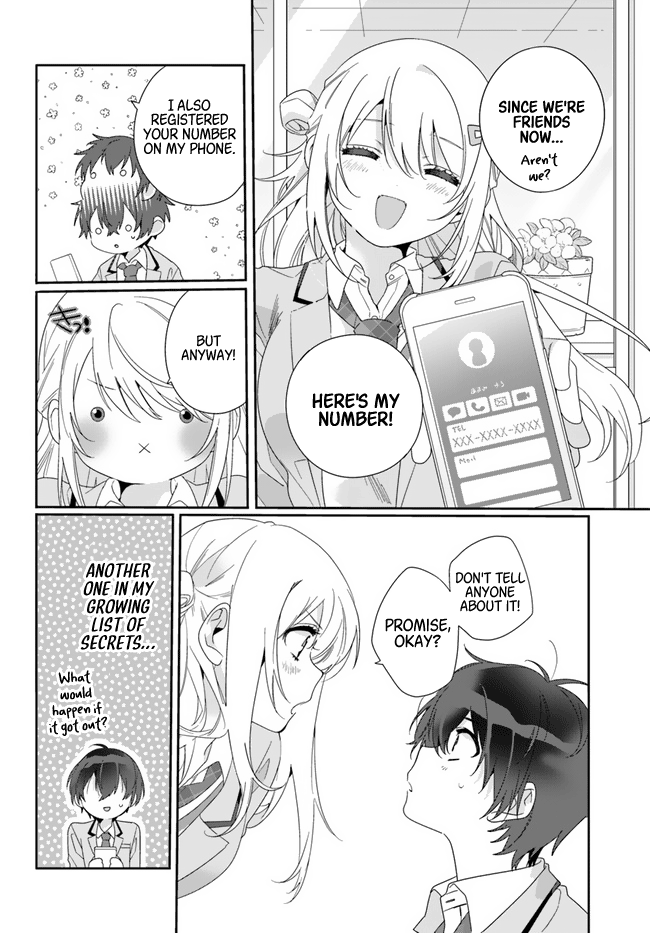 SINCE WE'RE
FRIENDS
NOW...
Aren't
we?
HERE'S MY
NUMBER!
TEL
XXX-XXXX-XXXX
Mail
I ALSO
REGISTERED
YOUR NUMBER
ON MY PHONE.
BUT
ANYWAY!
きっ!
DON'T TELL
ANYONE
ABOUT IT!
PROMISE,
OKAY?
ANOTHER
ONE IN MY
GROWING
LIST OF
SECRETS...
What
would
happen if
it got out?